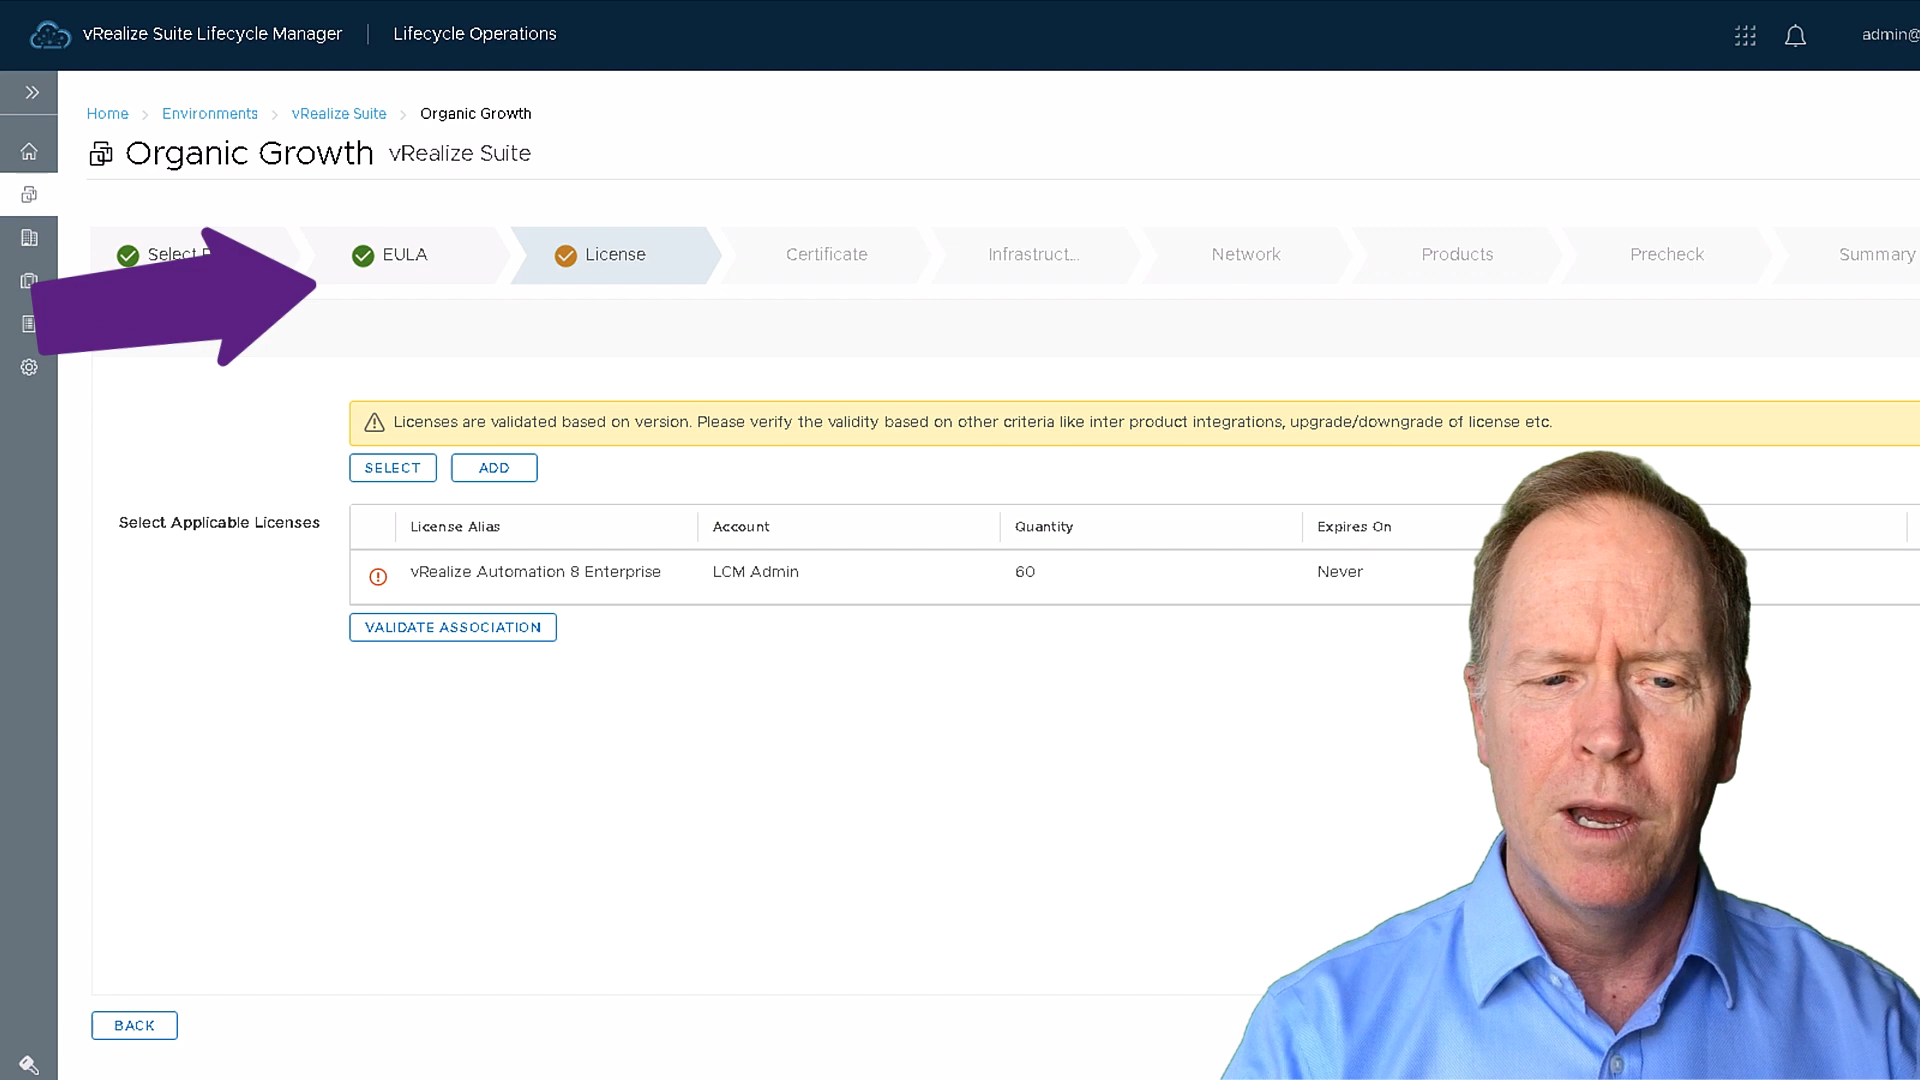 vRealize Suite Lifecycle Manager
Lifecycle Operations
admin@
Home
Environments
vRealize Suite
Organic Growth
Organic Growth vRealize Suite
Select
EULA
License
Certificate
Infrastruct...
Network
Products
Precheck
Summary
Licenses are validated based on version. Please verify the validity based on other criteria like inter product integrations, upgrade/downgrade of license etc.
SELECT
ADD
Select Applicable Licenses
License Alias
Account
Quantity
Expires On
vRealize Automation 8 Enterprise
LCM Admin
60
Never
VALIDATE ASSOCIATION
BACK